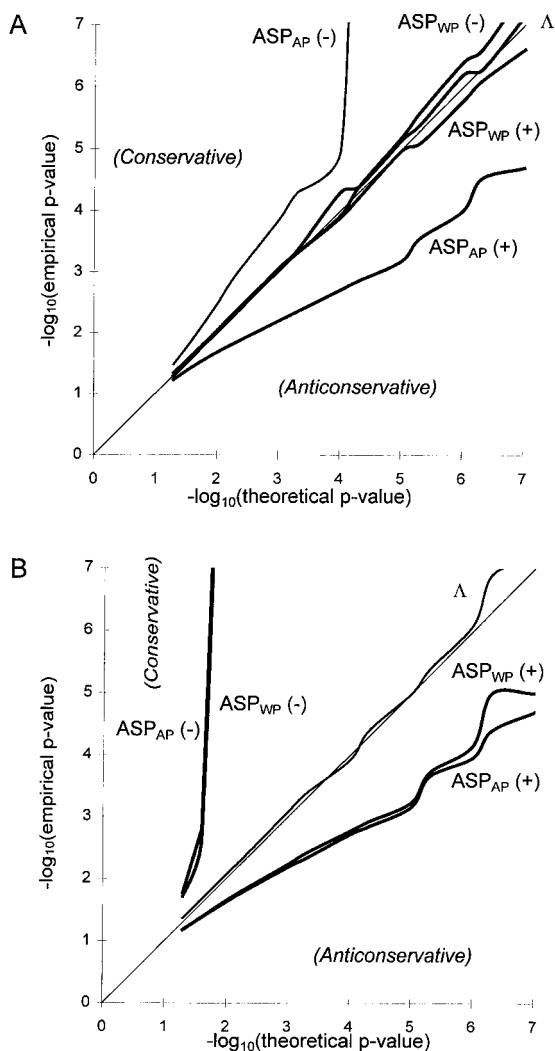 A
ASP_AP (-)
ASP_WP (-)
Λ
(Conservative)
ASP_WP (+)
ASP_AP (+)
(Anticonservative)
-log10(empirical p-value)
7
6
5
4
3
2
1
0
0 1 2 3 4 5 6 7
-log10(theoretical p-value)
B
(Conservative)
Λ
ASP_AP (-)
ASP_WP (-)
ASP_WP (+)
ASP_AP (+)
(Anticonservative)
-log10(empirical p-value)
7
6
5
4
3
2
1
0
0 1 2 3 4 5 6 7
-log10(theoretical p-value)